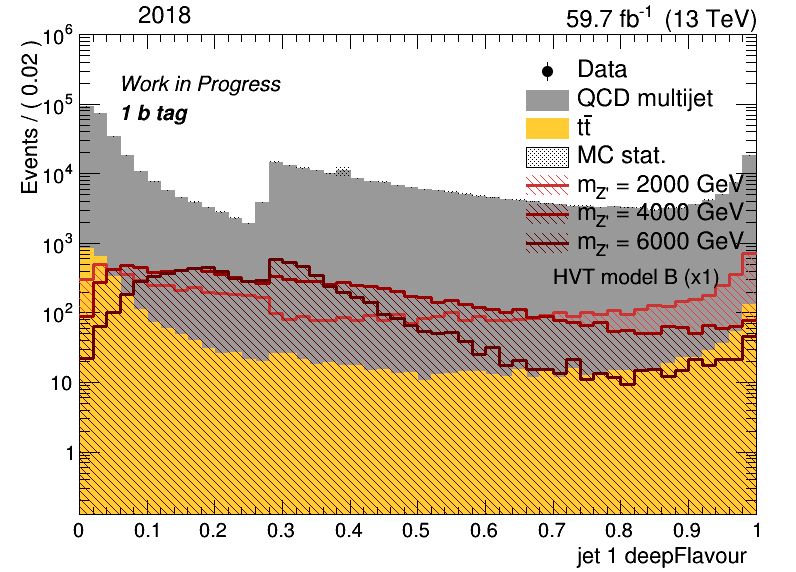 2018
59.7 fb⁻¹ (13 TeV)
Events / ( 0.02 )
10⁶
10⁵
10⁴
10³
10²
10
1
Work in Progress
1 b tag
Data
QCD multijet
tt̄
MC stat.
m_Z' = 2000 GeV
m_Z' = 4000 GeV
m_Z' = 6000 GeV
HVT model B (x1)
0 0.1 0.2 0.3 0.4 0.5 0.6 0.7 0.8 0.9 1
jet 1 deepFlavour